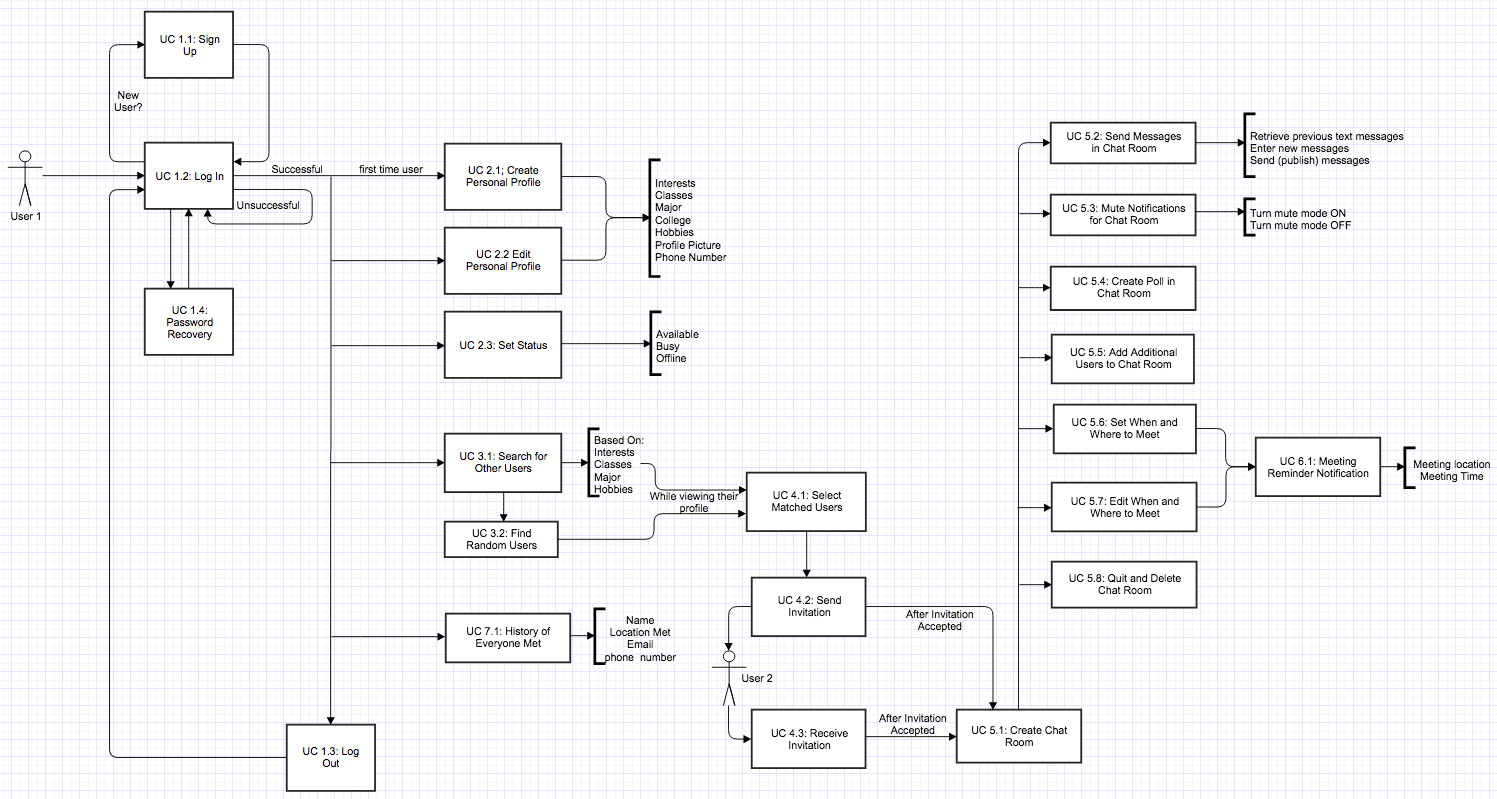 UC 1.1: Sign
Up
New
User?
User 1
UC 1.2: Log In
Successful
first time user
Unsuccessful
UC 1.4:
Password
Recovery
UC 2.1; Create
Personal Profile
UC 2.2 Edit
Personal Profile
Interests
Classes
Major
College
Hobbies
Profile Picture
Phone Number
UC 2.3: Set Status
Available
Busy
Offline
UC 3.1: Search for
Other Users
Based On:
Interests
Classes
Major
Hobbies
UC 3.2: Find
Random Users
While viewing their
profile
UC 4.1: Select
Matched Users
UC 4.2: Send
Invitation
After Invitation
Accepted
User 2
UC 4.3: Receive
Invitation
After Invitation
Accepted
UC 5.1: Create Chat
Room
UC 7.1: History of
Everyone Met
Name
Location Met
Email
phone number
UC 1.3: Log
Out
UC 5.2: Send Messages
in Chat Room
Retrieve previous text messages
Enter new messages
Send (publish) messages
UC 5.3: Mute Notifications
for Chat Room
Turn mute mode ON
Turn mute mode OFF
UC 5.4: Create Poll in
Chat Room
UC 5.5: Add Additional
Users to Chat Room
UC 5.6: Set When and
Where to Meet
UC 5.7: Edit When and
Where to Meet
UC 6.1: Meeting
Reminder Notification
Meeting location
Meeting Time
UC 5.8: Quit and Delete
Chat Room